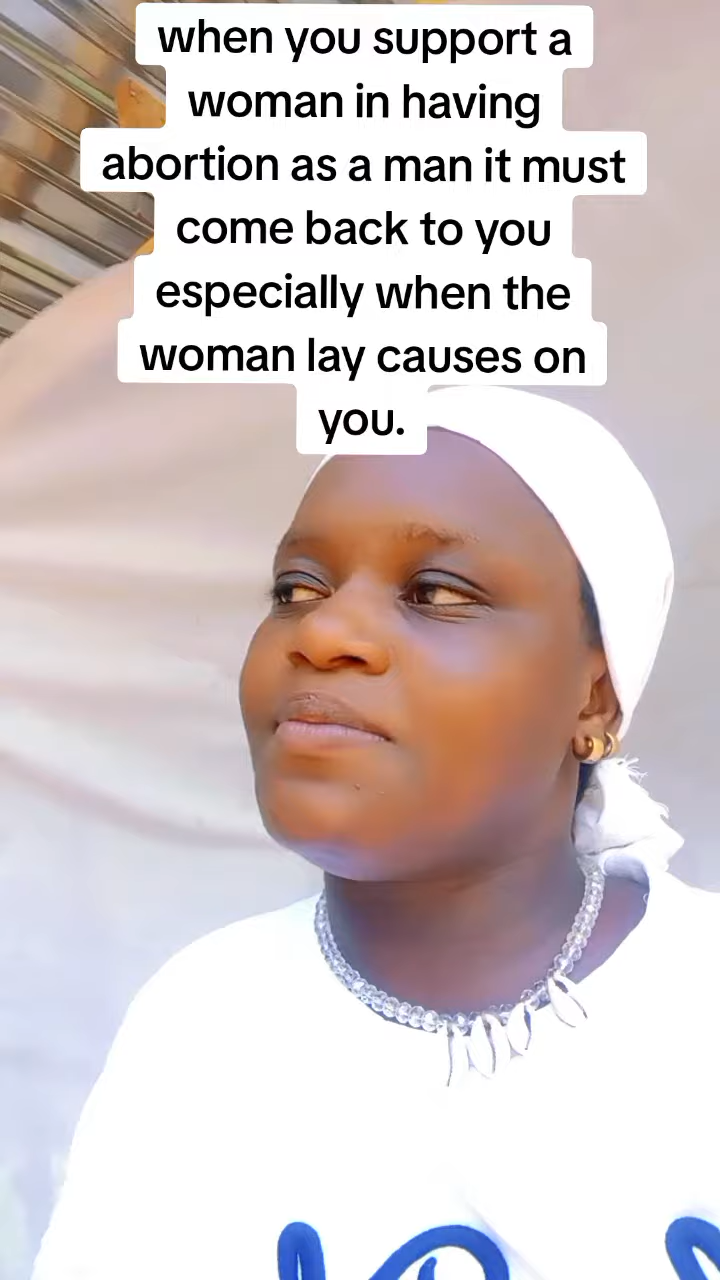 when you support a
woman in having
abortion as a man it must
come back to you
especially when the
woman lay causes on
you.